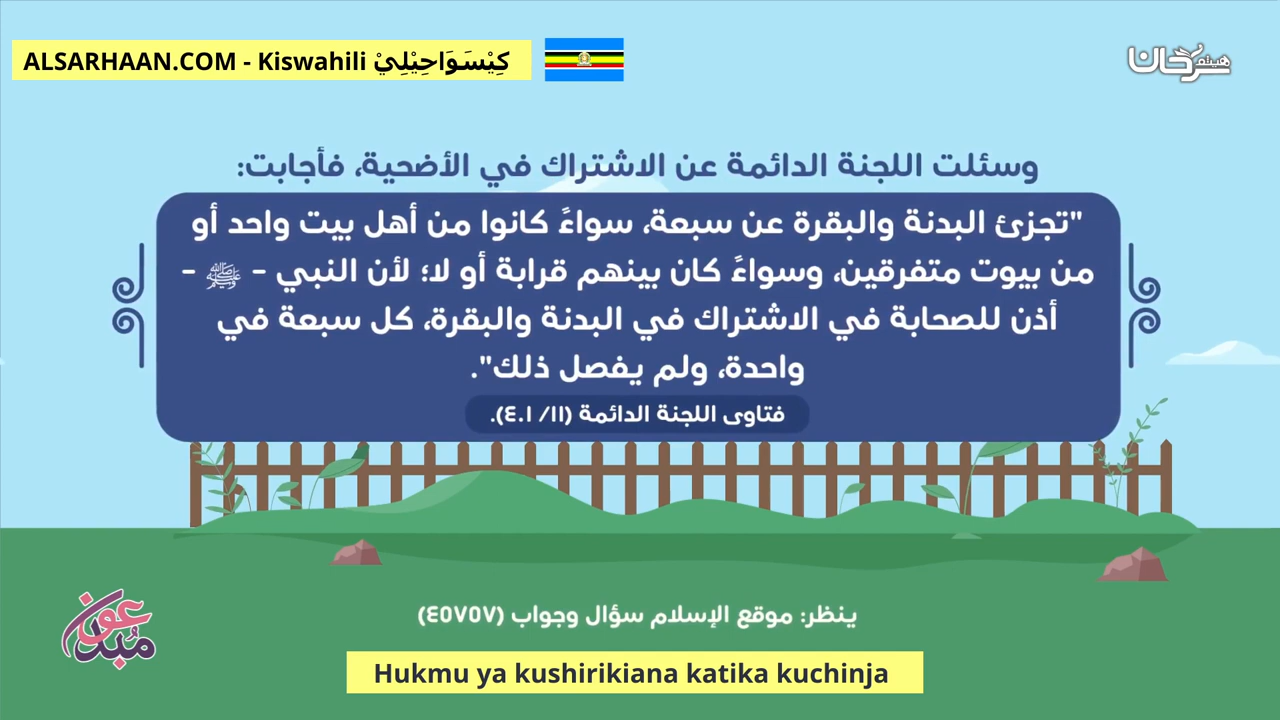 ALSARHAAN.COM - Kiswahili كِيْسَوَاحِيْلِيْ
هيثم سرحان
وسئلت اللجنة الدائمة عن الاشتراك في الأضحية، فأجابت:
"تجزئ البدنة والبقرة عن سبعة، سواءً كانوا من أهل بيت واحد أو
من بيوت متفرقين، وسواءً كان بينهم قرابة أو لا؛ لأن النبي - ﷺ -
أذن للصحابة في الاشتراك في البدنة والبقرة، كل سبعة في
واحدة، ولم يفصل ذلك".
فتاوى اللجنة الدائمة (١١/ ٤٠١).
ينظر: موقع الإسلام سؤال وجواب (٤٥٧٥٧)
مبدعون
Hukmu ya kushirikiana katika kuchinja